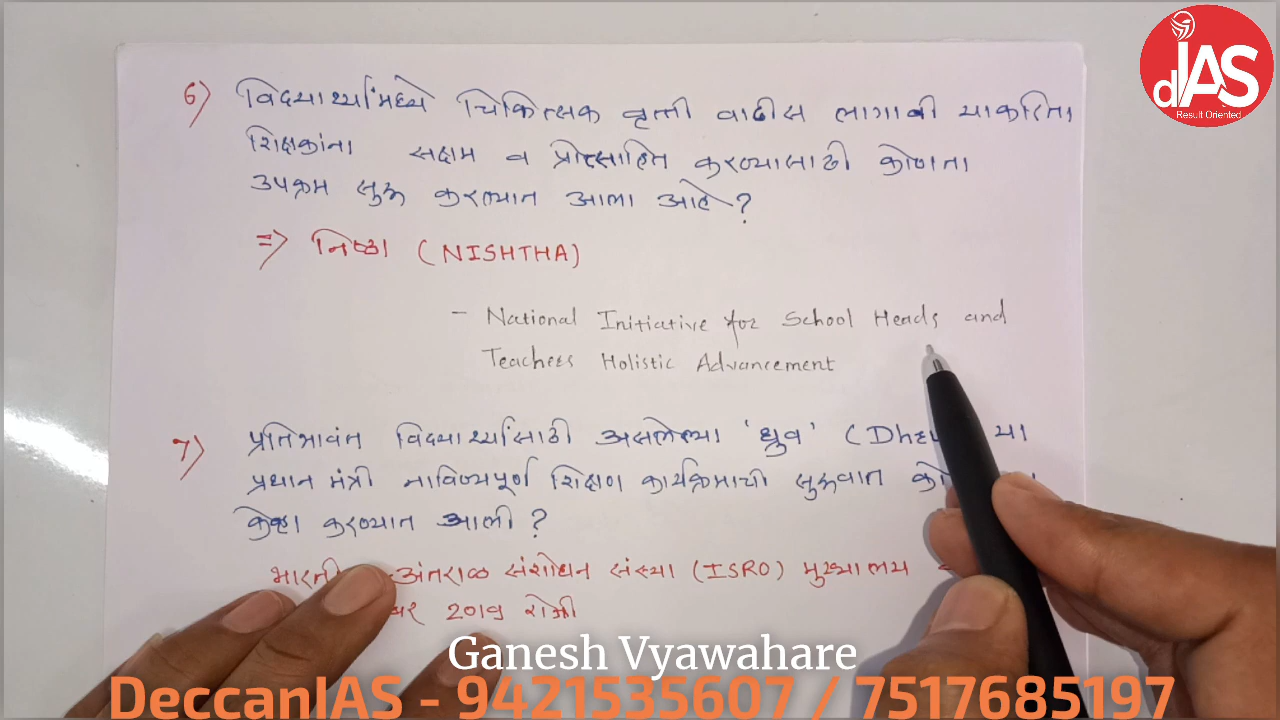 dIAS
Result Oriented
6) विद्यार्थ्यांमध्ये चिकित्सक वृत्ती वाढीस लागावी याकरिता
शिक्षकांना सक्षम व प्रोत्साहित करण्यासाठी कोणता
उपक्रम सुरू करण्यात आला आहे ?
=> निष्ठा (NISHTHA)
- National Initiative for School Heads and
Teachers Holistic Advancement
7) प्रतिभावंत विद्यार्थ्यांसाठी असलेल्या 'ध्रुव' ( या
प्रधान मंत्री नाविण्यपूर्ण शिक्षण कार्यक्रमाची सुरूवात
केव्हा करण्यात आली ?
अंतराळ संशोधन संस्था (ISRO) मुख्यालय
२०१९ रोजी
Ganesh Vyawahare
DeccanIAS - 9421535607 / 7517685197